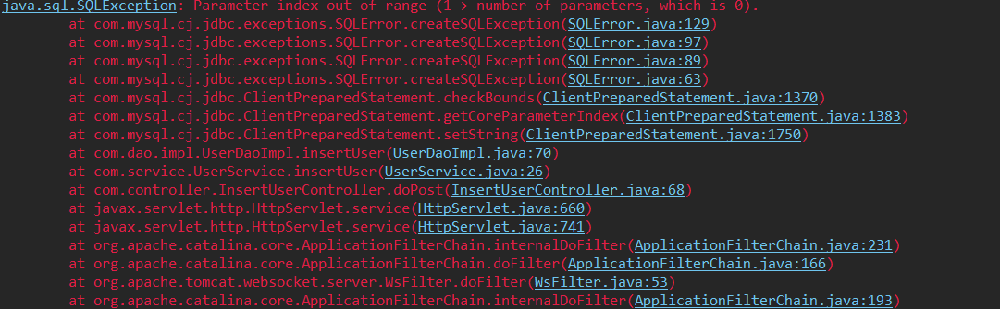 java.sql.SQLException: Parameter index out of range (1 > number of parameters, which is 0).
at com.mysql.cj.jdbc.exceptions.SQLError.createSQLException(SQLError.java:129)
at com.mysql.cj.jdbc.exceptions.SQLError.createSQLException(SQLError.java:97)
at com.mysql.cj.jdbc.exceptions.SQLError.createSQLException(SQLError.java:89)
at com.mysql.cj.jdbc.exceptions.SQLError.createSQLException(SQLError.java:63)
at com.mysql.cj.jdbc.ClientPreparedStatement.checkBounds(ClientPreparedStatement.java:1370)
at com.mysql.cj.jdbc.ClientPreparedStatement.getCoreParameterIndex(ClientPreparedStatement.java:1383)
at com.mysql.cj.jdbc.ClientPreparedStatement.setString(ClientPreparedStatement.java:1750)
at com.dao.impl.UserDaoImpl.insertUser(UserDaoImpl.java:70)
at com.service.UserService.insertUser(UserService.java:26)
at com.controller.InsertUserController.doPost(InsertUserController.java:68)
at javax.servlet.http.HttpServlet.service(HttpServlet.java:660)
at javax.servlet.http.HttpServlet.service(HttpServlet.java:741)
at org.apache.catalina.core.ApplicationFilterChain.internalDoFilter(ApplicationFilterChain.java:231)
at org.apache.catalina.core.ApplicationFilterChain.doFilter(ApplicationFilterChain.java:166)
at org.apache.tomcat.websocket.server.WsFilter.doFilter(WsFilter.java:53)
at org.apache.catalina.core.ApplicationFilterChain.internalDoFilter(ApplicationFilterChain.java:193)